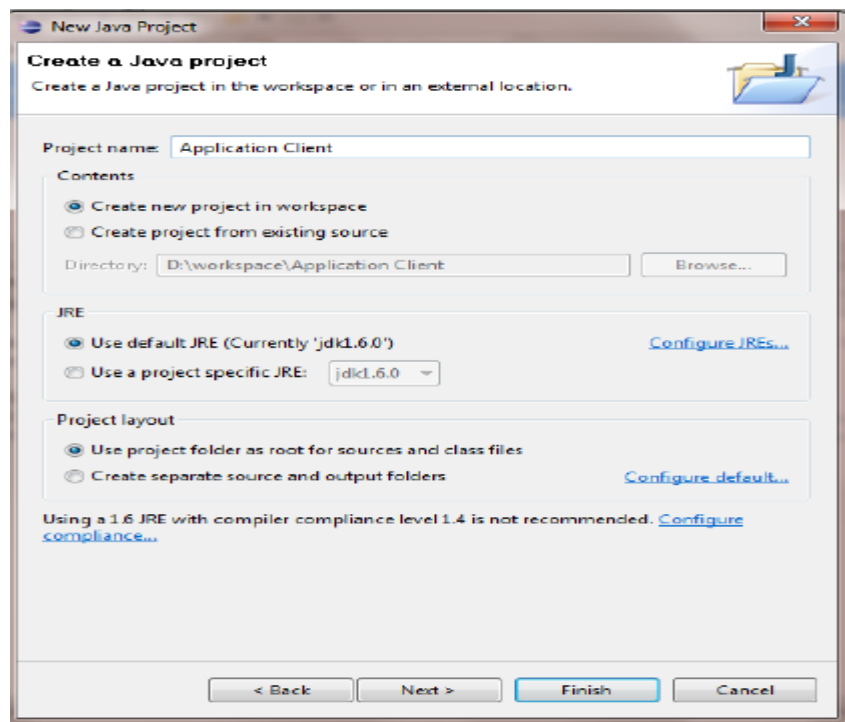 New Java Project
Create a Java project
Create a Java project in the workspace or in an external location.
Project name: Application Client
Contents
Create new project in workspace
Create project from existing source
Directory: D:\workspace\Application Client Browse...
JRE
Use default JRE (Currently 'jdk1.6.0') Configure JREs...
Use a project specific JRE: jdk1.6.0
Project layout
Use project folder as root for sources and class files
Create separate source and output folders Configure default...
Using a 1.6 JRE with compiler compliance level 1.4 is not recommended. Configure
compliance...
< Back Next > Finish Cancel